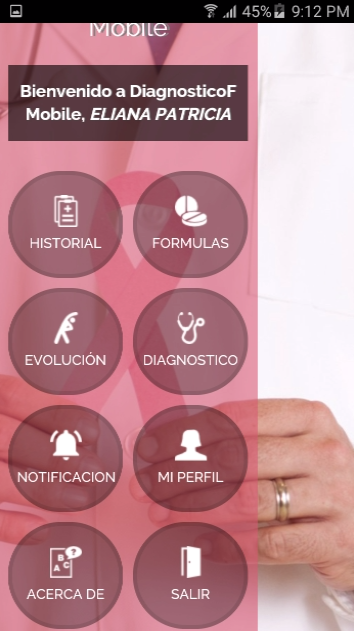 45% 9:12 PM
Mobile
Bienvenido a DiagnosticoF
Mobile, ELIANA PATRICIA
HISTORIAL
FORMULAS
EVOLUCIÓN
DIAGNOSTICO
NOTIFICACION
MI PERFIL
B
?
A C
ACERCA DE
SALIR